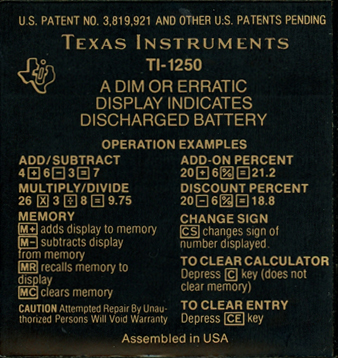 U.S. PATENT NO. 3,819,921 AND OTHER U.S. PATENTS PENDING
TEXAS INSTRUMENTS
TI-1250
A DIM OR ERRATIC
DISPLAY INDICATES
DISCHARGED BATTERY
OPERATION EXAMPLES
ADD/SUBTRACT
4 + 6 − 3 = 7
MULTIPLY/DIVIDE
26 X 3 ÷ 8 = 9.75
MEMORY
M+ adds display to memory
M− subtracts display
from memory
MR recalls memory to
display
MC clears memory
CAUTION Attempted Repair By Unau-
thorized Persons Will Void Warranty
ADD-ON PERCENT
20 + 6 % = 21.2
DISCOUNT PERCENT
20 − 6 % = 18.8
CHANGE SIGN
CS changes sign of
number displayed.
TO CLEAR CALCULATOR
Depress C key (does not
clear memory)
TO CLEAR ENTRY
Depress CE key
Assembled in USA